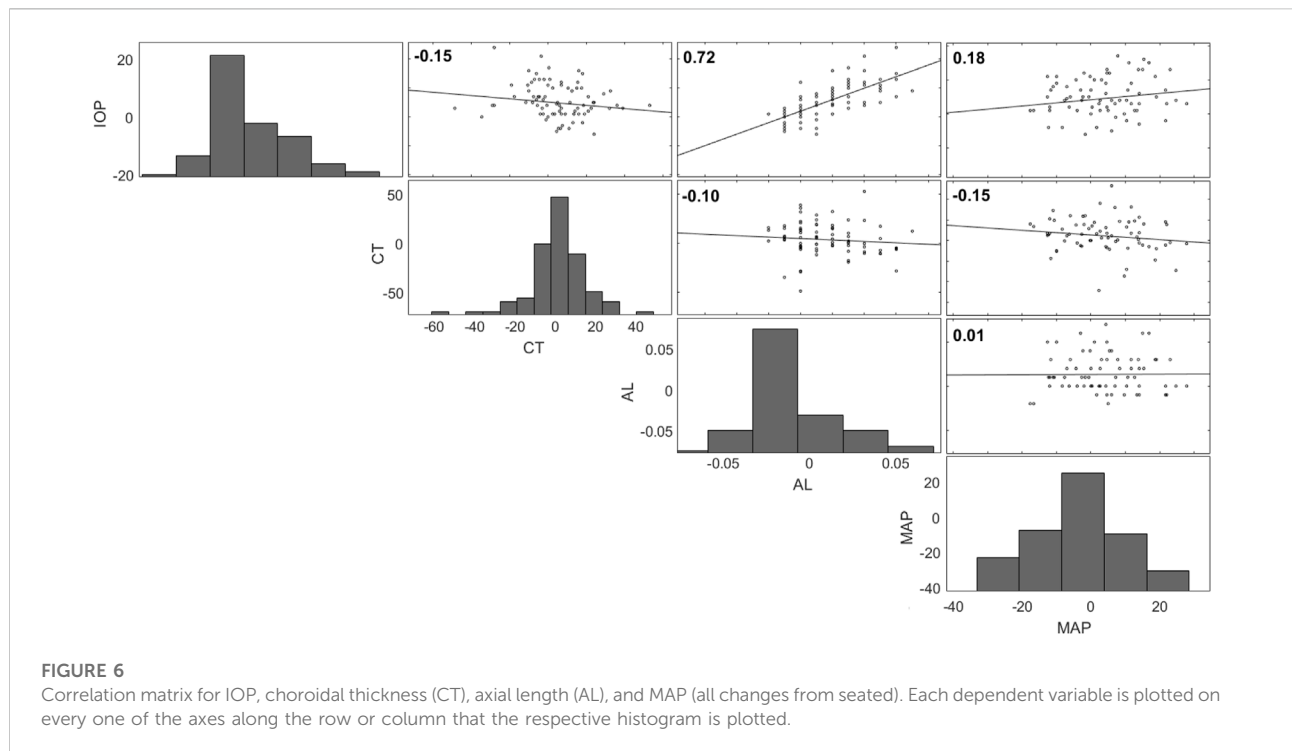 20
0
-20
IOP
-0.15
0.72
0.18
50
0
-50
CT
-60 -40 -20 0 20 40
CT
-0.10
-0.15
0.05
0
-0.05
AL
-0.05 0 0.05
AL
0.01
20
0
-20
-40
MAP
-40 -20 0 20
MAP
FIGURE 6
Correlation matrix for IOP, choroidal thickness (CT), axial length (AL), and MAP (all changes from seated). Each dependent variable is plotted on
every one of the axes along the row or column that the respective histogram is plotted.